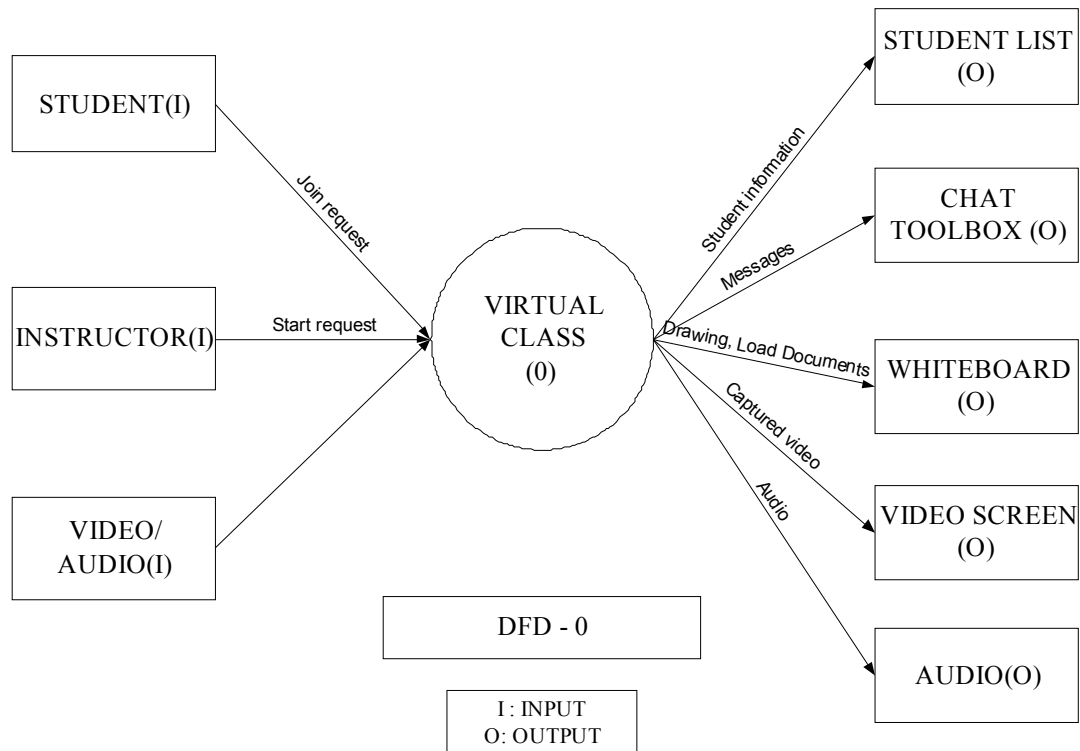 STUDENT(I)
Join request
INSTRUCTOR(I)
Start request
VIDEO/
AUDIO(I)
VIRTUAL
CLASS
(0)
Student information
STUDENT LIST
(O)
Messages
CHAT
TOOLBOX (O)
Drawing, Load Documents
WHITEBOARD
(O)
Captured video
VIDEO SCREEN
(O)
Audio
AUDIO(O)
DFD - 0
I : INPUT
O: OUTPUT